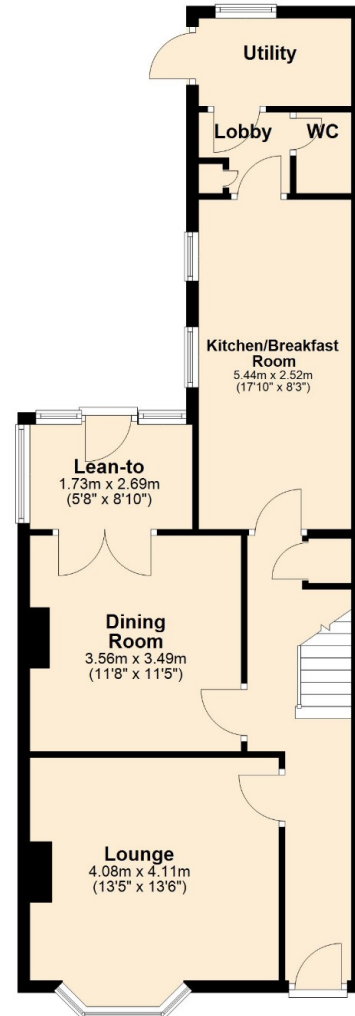 Utility
Lobby
WC
Kitchen/Breakfast
Room
5.44m x 2.52m
(17'10" x 8'3")
Lean-to
1.73m x 2.69m
(5'8" x 8'10")
Dining
Room
3.56m x 3.49m
(11'8" x 11'5")
Lounge
4.08m x 4.11m
(13'5" x 13'6")